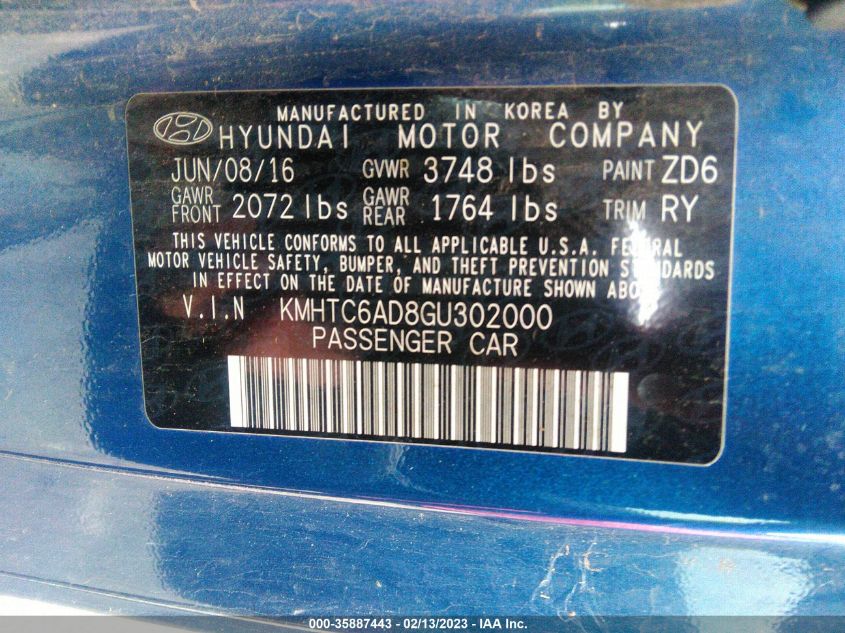 MANUFACTURED IN KOREA BY
HYUNDAI MOTOR COMPANY
JUN/08/16 GVWR 3748 lbs PAINT ZD6
GAWR FRONT 2072 lbs GAWR REAR 1764 lbs TRIM RY
THIS VEHICLE CONFORMS TO ALL APPLICABLE U.S.A. FEDERAL
MOTOR VEHICLE SAFETY, BUMPER, AND THEFT PREVENTION STANDARDS
IN EFFECT ON THE DATE OF MANUFACTURE SHOWN ABOVE
V.I.N KMHTC6AD8GU302000
PASSENGER CAR
000-35887443 - 02/13/2023 - IAA Inc.